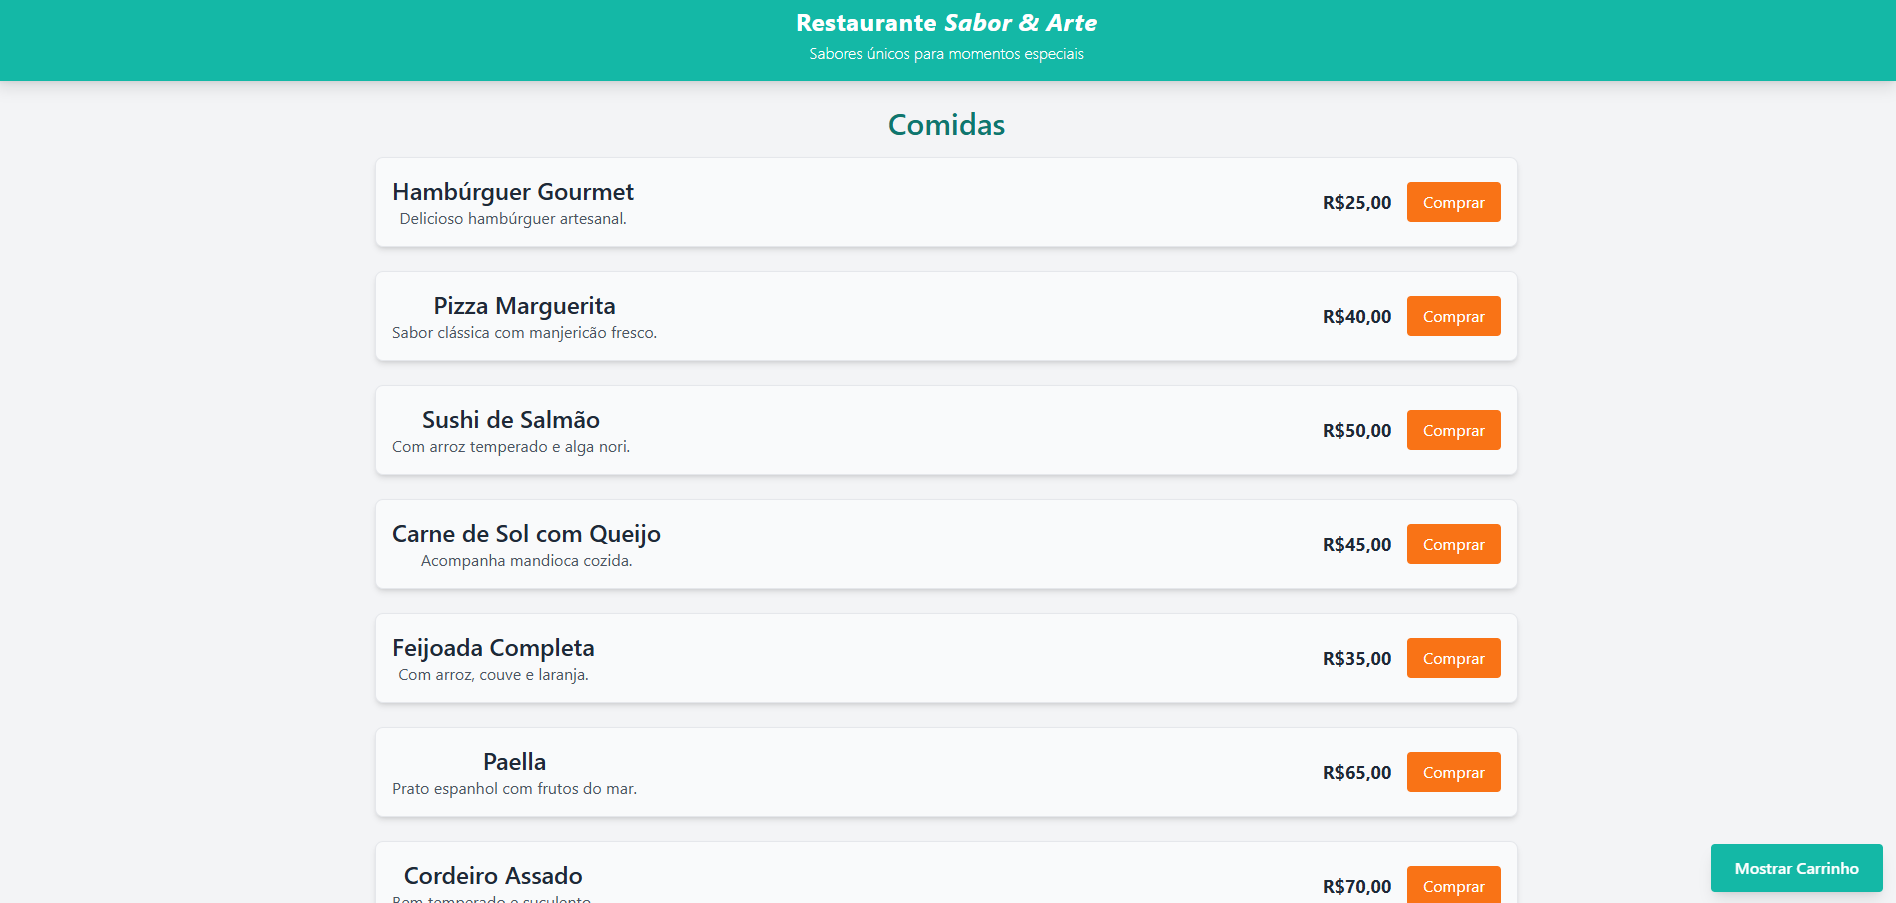 Restaurante Sabor & Arte
Sabores únicos para momentos especiais
Comidas
Hambúrguer Gourmet
Delicioso hambúrguer artesanal.
R$25,00 Comprar
Pizza Marguerita
Sabor clássica com manjericão fresco.
R$40,00 Comprar
Sushi de Salmão
Com arroz temperado e alga nori.
R$50,00 Comprar
Carne de Sol com Queijo
Acompanha mandioca cozida.
R$45,00 Comprar
Feijoada Completa
Com arroz, couve e laranja.
R$35,00 Comprar
Paella
Prato espanhol com frutos do mar.
R$65,00 Comprar
Cordeiro Assado
Bem temperado e suculento.
R$70,00 Comprar
Mostrar Carrinho